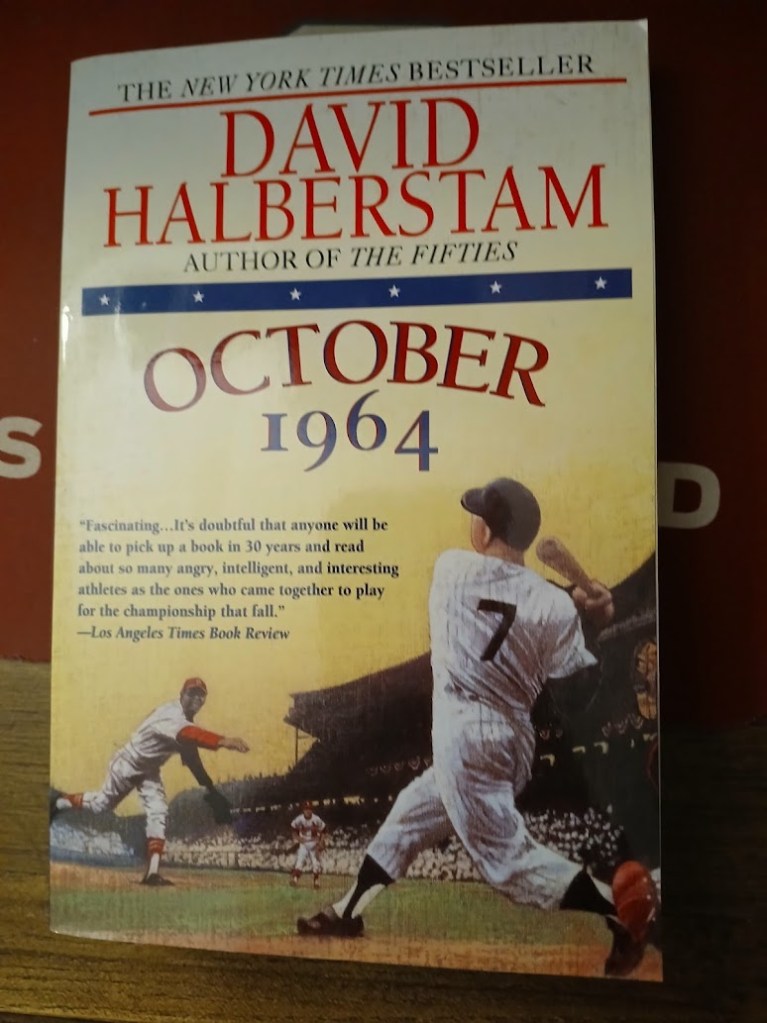 THE NEW YORK TIMES BESTSELLER
DAVID
HALBERSTAM
AUTHOR OF THE FIFTIES
OCTOBER
1964
"Fascinating...It's doubtful that anyone will be
able to pick up a book in 30 years and read
about so many angry, intelligent, and interesting
athletes as the ones who came together to play
for the championship that fall."
—Los Angeles Times Book Review
7
S
D